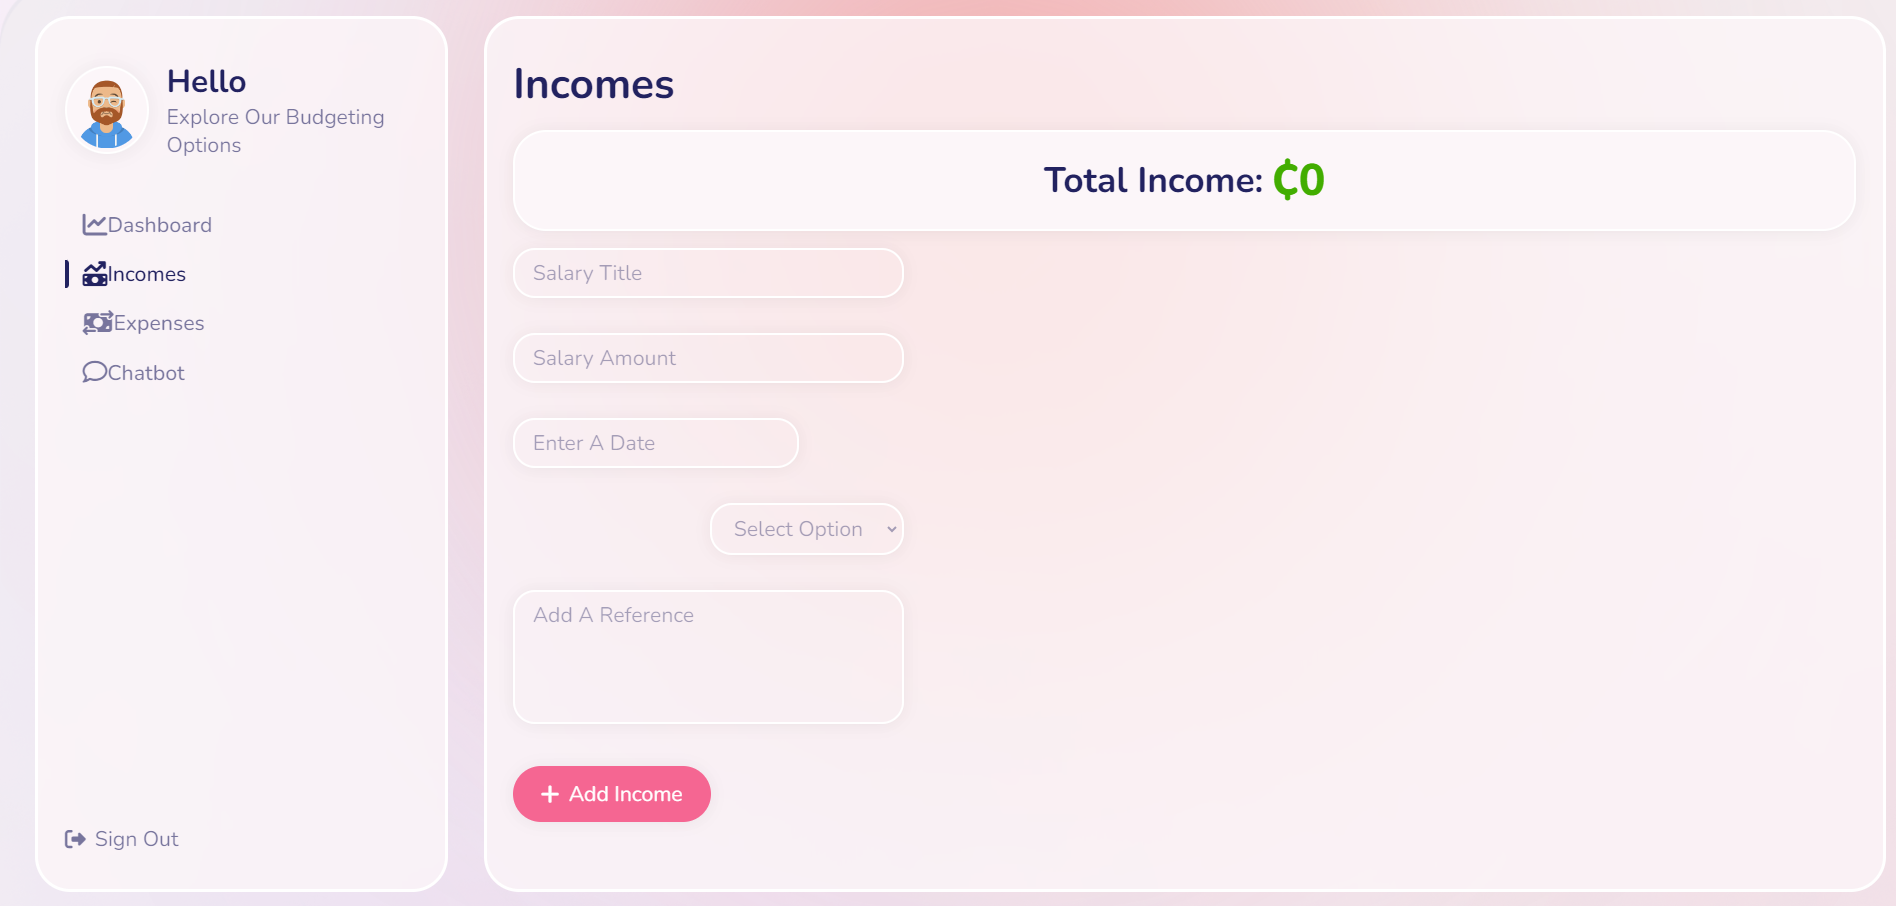 Hello
Explore Our Budgeting
Options
Dashboard
Incomes
Expenses
Chatbot
Sign Out
Incomes
Total Income: ₵0
Salary Title
Salary Amount
Enter A Date
Select Option
Add A Reference
Add Income